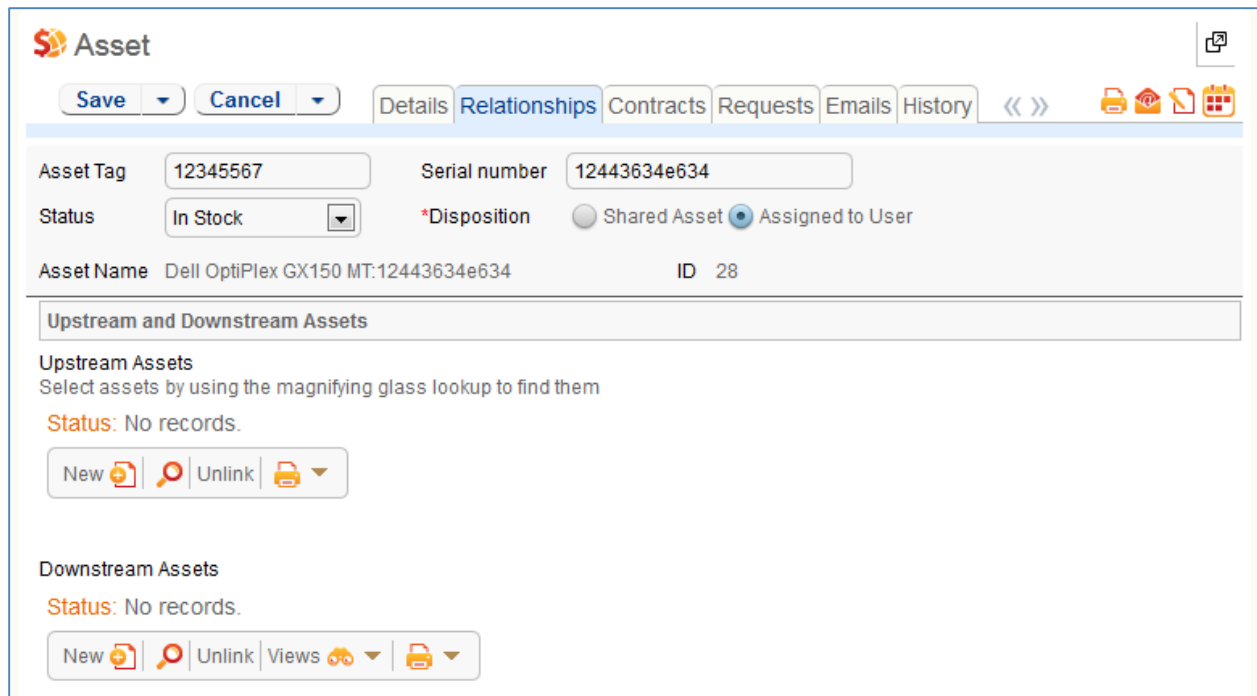 Asset
Save Cancel Details Relationships Contracts Requests Emails History
Asset Tag 12345567 Serial number 12443634e634
Status In Stock *Disposition Shared Asset Assigned to User
Asset Name Dell OptiPlex GX150 MT:12443634e634 ID 28
Upstream and Downstream Assets
Upstream Assets
Select assets by using the magnifying glass lookup to find them
Status: No records.
New Unlink
Downstream Assets
Status: No records.
New Unlink Views